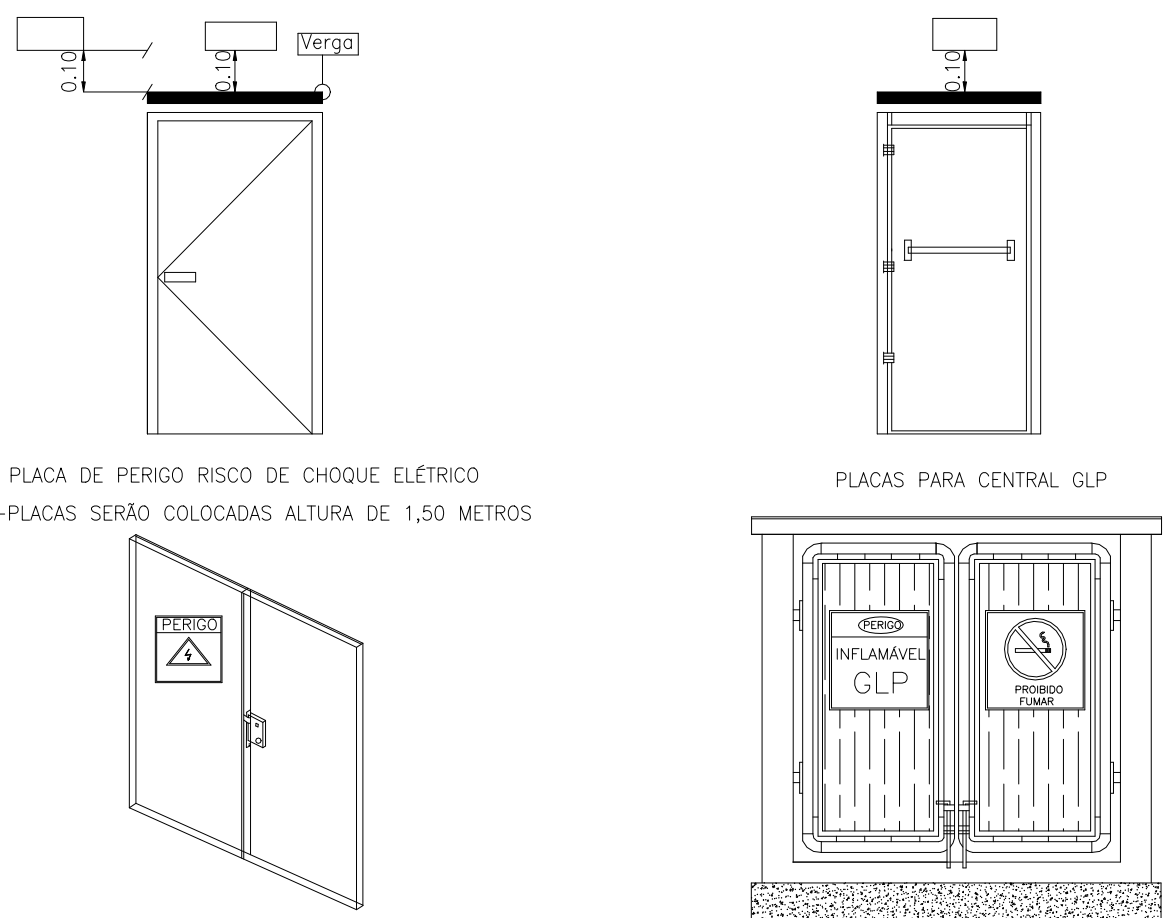 0.10
0.10
Verga
0.10
PLACA DE PERIGO RISCO DE CHOQUE ELÉTRICO
-PLACAS SERÃO COLOCADAS ALTURA DE 1,50 METROS
PERIGO
PLACAS PARA CENTRAL GLP
PERIGO
INFLAMÁVEL
GLP
PROIBIDO
FUMAR